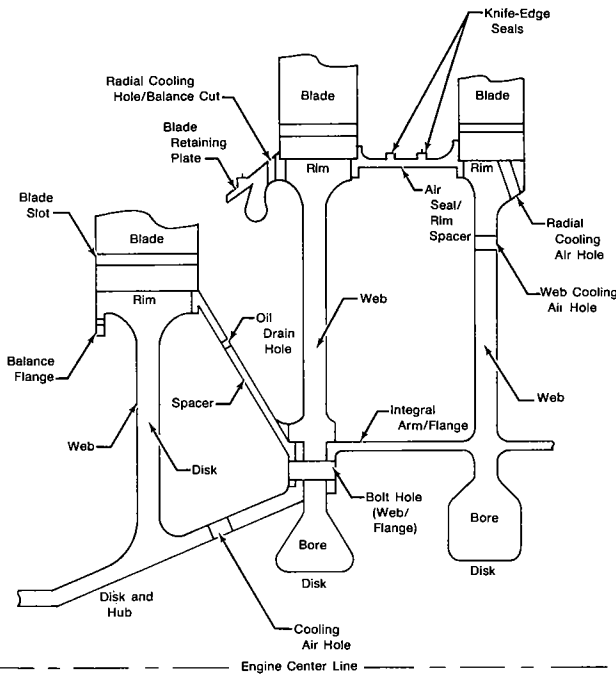 Knife-Edge
Seals
Radial Cooling
Hole/Balance Cut
Blade
Blade
Blade
Retaining
Plate
Rim
Rim
Air
Seal/
Rim
Spacer
Radial
Cooling
Air Hole
Blade
Slot
Blade
Web Cooling
Air Hole
Rim
Oil
Drain
Hole
Web
Balance
Flange
Spacer
Web
Integral
Arm/Flange
Web
Disk
Bolt Hole
(Web/
Flange)
Bore
Bore
Disk
Disk
Disk and
Hub
Cooling
Air Hole
Engine Center Line